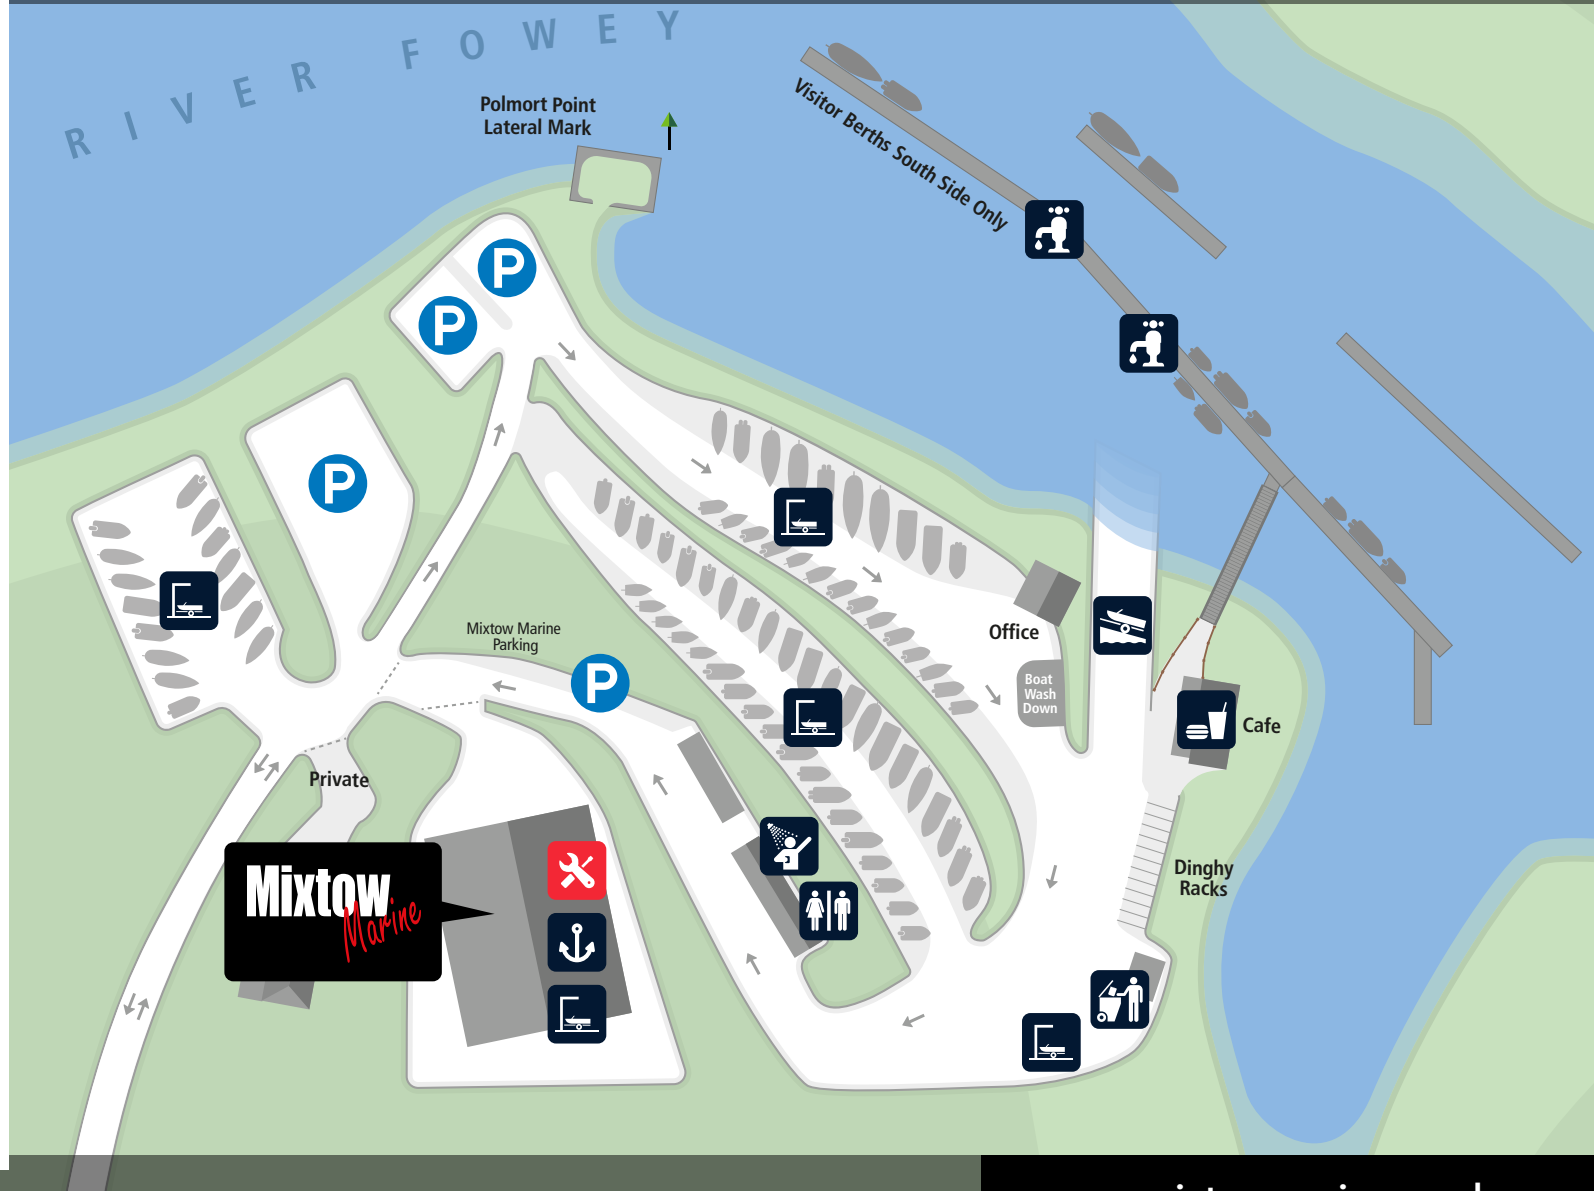 RIVER FOWEY
Polmort Point
Lateral Mark
Visitor Berths South Side Only
P
P
P
Mixtow Marine
Parking
P
Office
Boat
Wash
Down
Cafe
Private
Mixtow
Marine
Dinghy
Racks